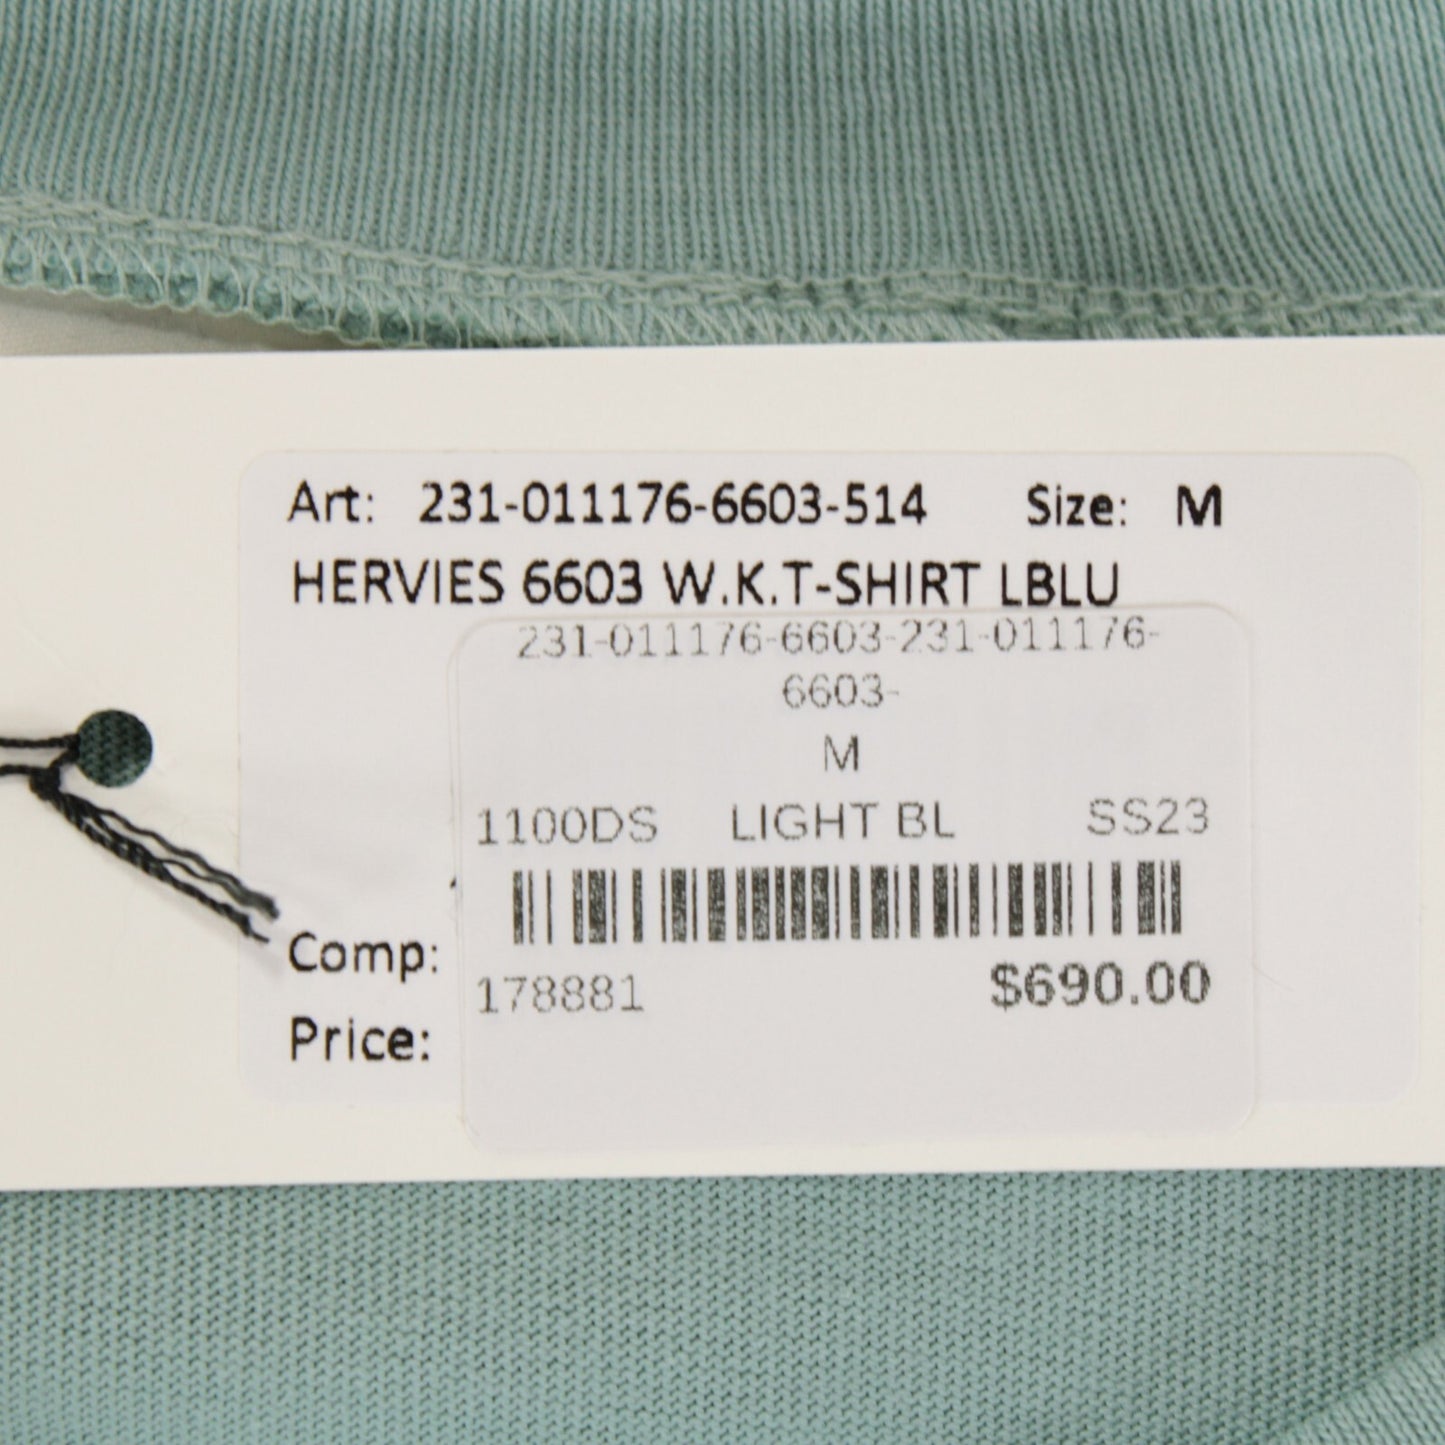 Art: 231-011176-6603-514 Size: M
HERVIES 6603 W.K.T-SHIRT LBLU
231-011176-6603-231-011176-
6603-
M
1100DS LIGHT BL SS23
178881 $690.00
Comp:
Price: